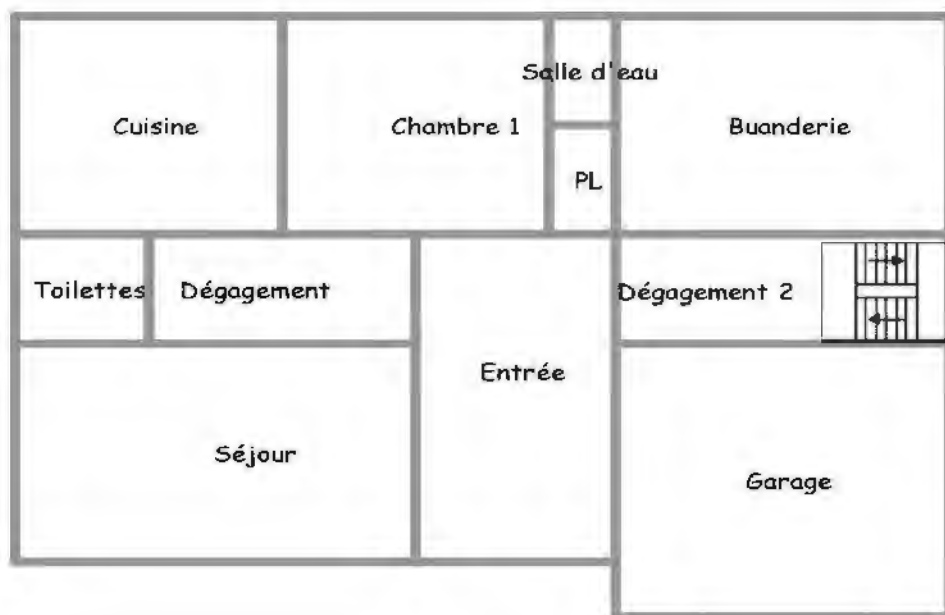 Salle d'eau
Cuisine
Chambre 1
Buanderie
PL
Toilettes
Dégagement
Dégagement 2
Entrée
Séjour
Garage